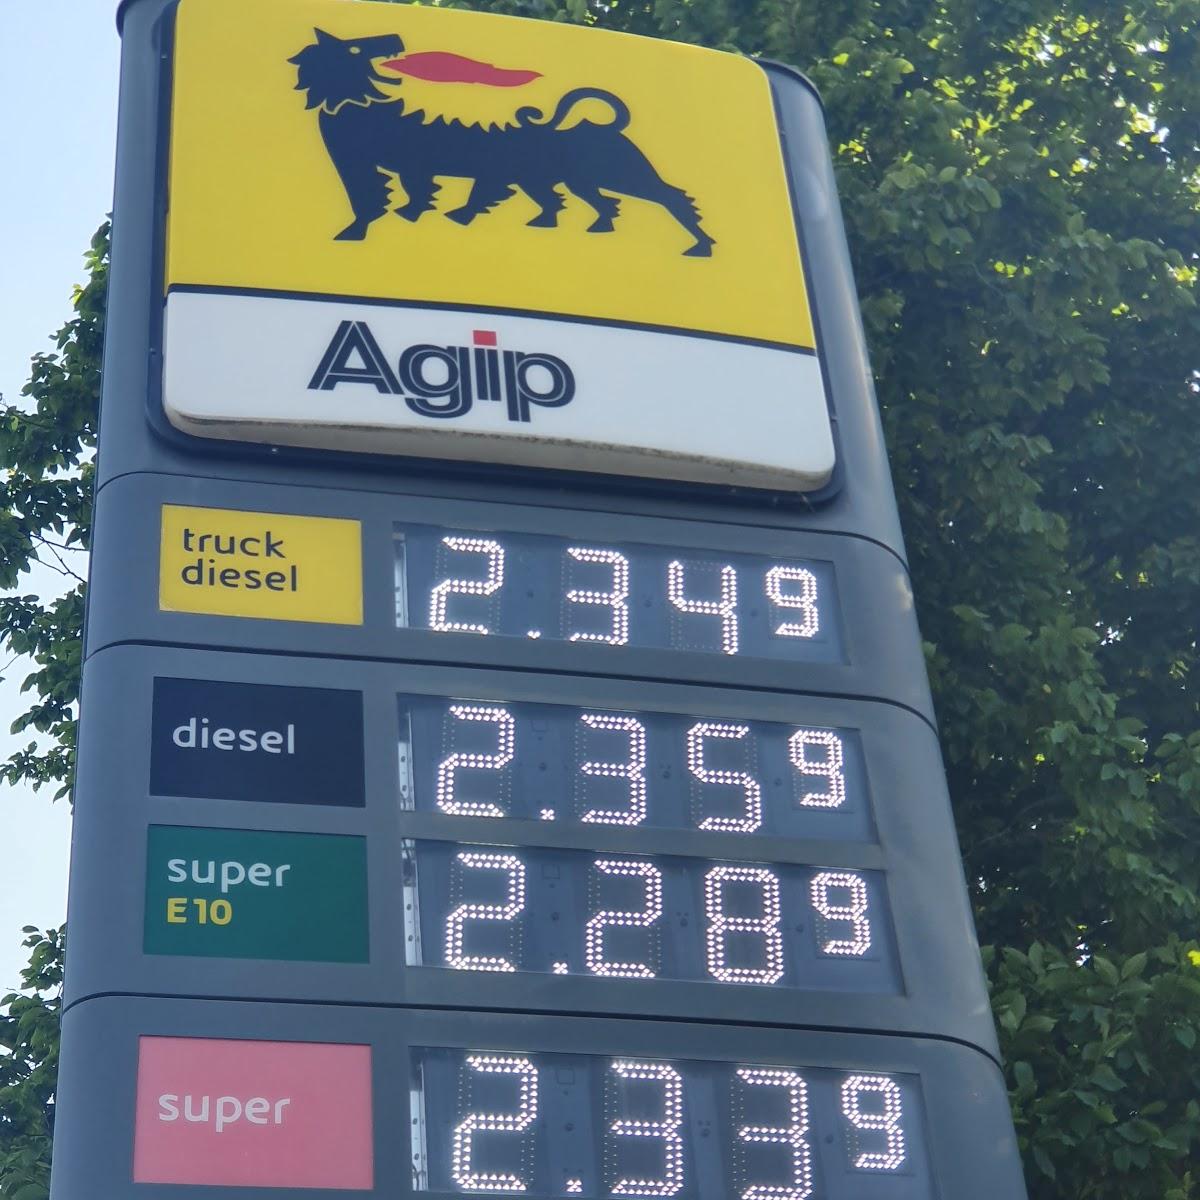 Agip
truck
diesel
2.349
diesel
2.359
super
E10
2.289
super
2.339